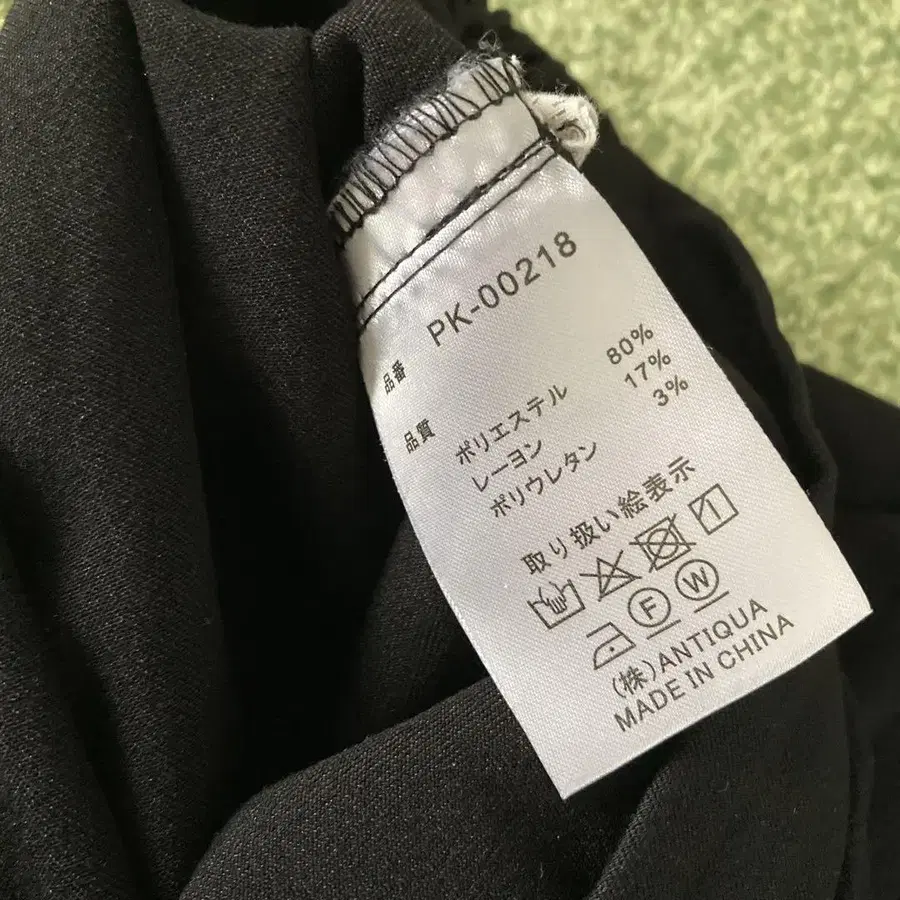 品番 PK-00218
品質 ポリエステル 80%
レーヨン 17%
ポリウレタン 3%
取り扱い絵表示
F W
(株)ANTIQUA
MADE IN CHINA